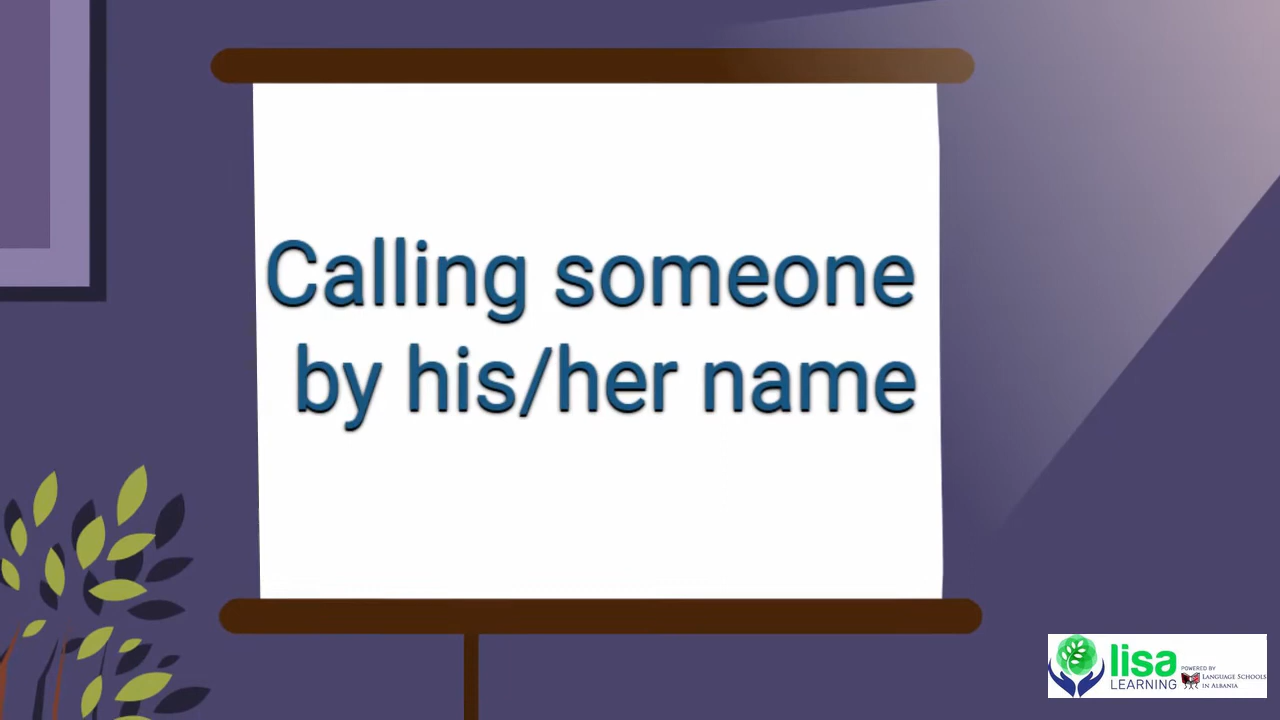 Calling someone
by his/her name
lisa
LEARNING
POWERED BY
LANGUAGE SCHOOLS
IN ALBANIA